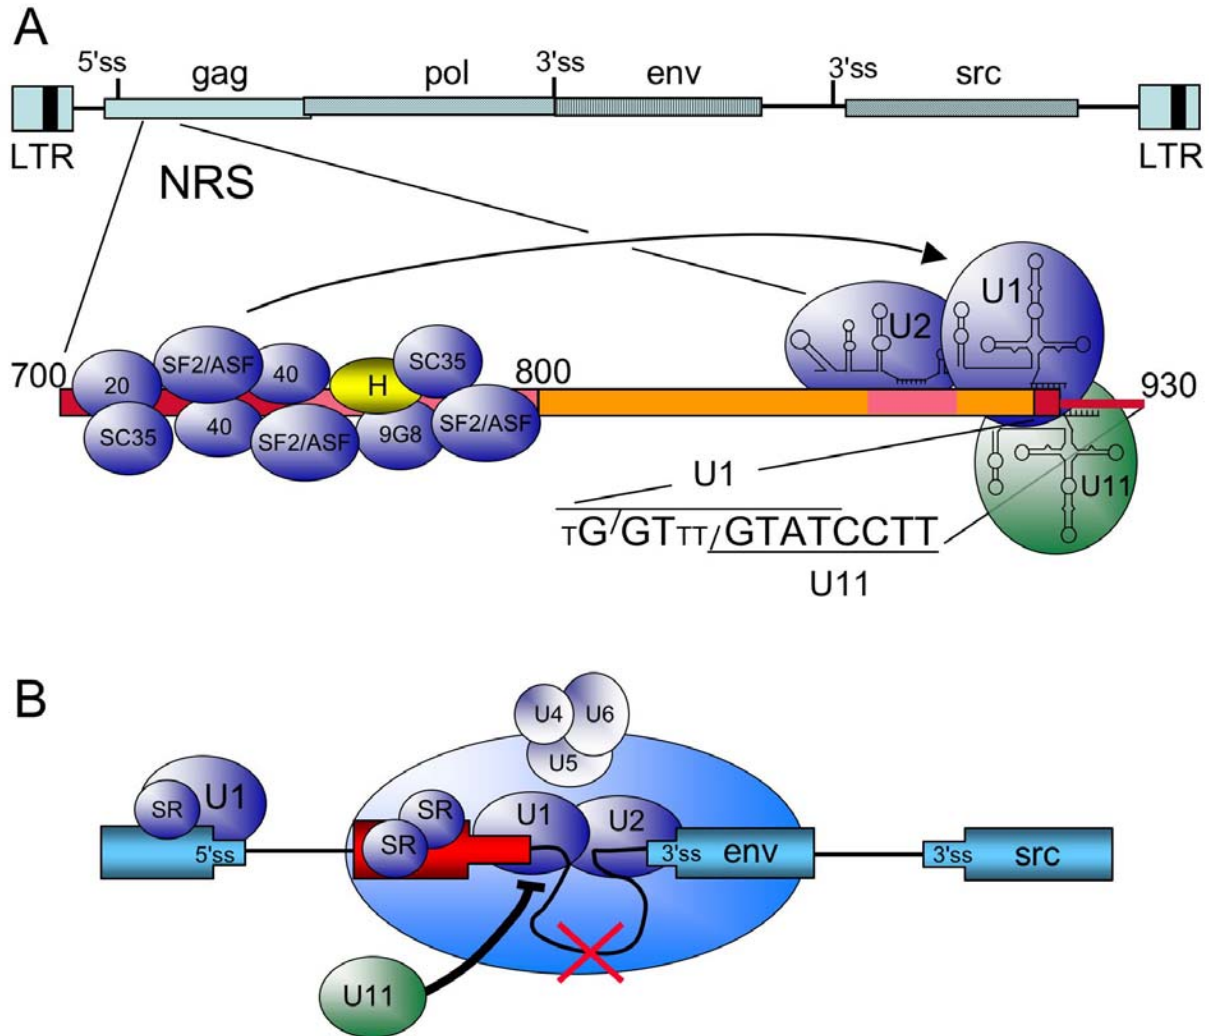 A
5'ss gag pol 3'ss env 3'ss src
LTR LTR
NRS
U1
U2
700 20 SF2/ASF 40 H SC35 800 930
SC35 40 SF2/ASF 9G8 SF2/ASF
U1
U11
TG/GTTT/GTATCCTT
U11
B
U4 U6
U5
SR U1 SR U1 U2
SR
5'ss 3'ss env 3'ss src
U11